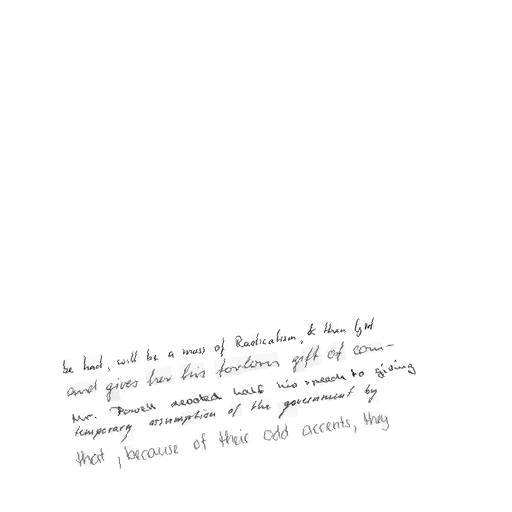 be had, will be a mass of Radicalism, & then Lord
and gives her his forlorn gift of com-
Mr. Powell devoted half his speech to giving
temporary assumption of the government by
that, because of their odd accents, they